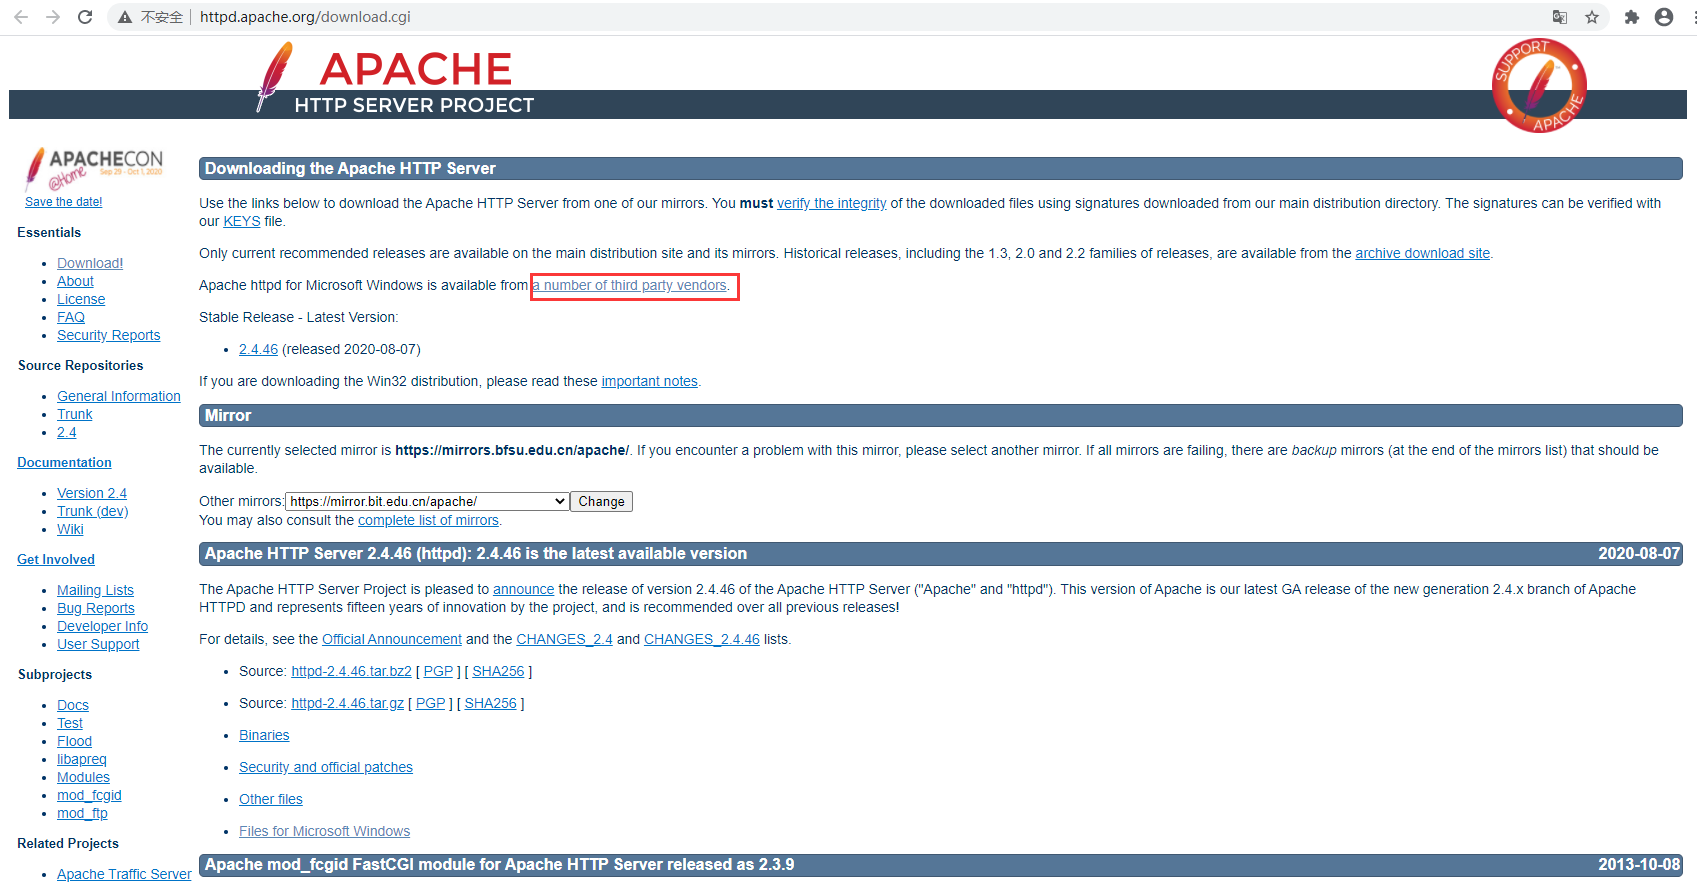 不安全 httpd.apache.org/download.cgi
APACHE
HTTP SERVER PROJECT
SUPPORT
APACHE
APACHECON
@Home
Sep 29 - Oct 1, 2020
Save the date!
Essentials
Download!
About
License
FAQ
Security Reports
Source Repositories
General Information
Trunk
2.4
Documentation
Version 2.4
Trunk (dev)
Wiki
Get Involved
Mailing Lists
Bug Reports
Developer Info
User Support
Subprojects
Docs
Test
Flood
libapreq
Modules
mod_fcgid
mod_ftp
Related Projects
Apache Traffic Server
Downloading the Apache HTTP Server
Use the links below to download the Apache HTTP Server from one of our mirrors. You must verify the integrity of the downloaded files using signatures downloaded from our main distribution directory. The signatures can be verified with
our KEYS file.
Only current recommended releases are available on the main distribution site and its mirrors. Historical releases, including the 1.3, 2.0 and 2.2 families of releases, are available from the archive download site.
Apache httpd for Microsoft Windows is available from a number of third party vendors.
Stable Release - Latest Version:
2.4.46 (released 2020-08-07)
If you are downloading the Win32 distribution, please read these important notes.
Mirror
The currently selected mirror is https://mirrors.bfsu.edu.cn/apache/. If you encounter a problem with this mirror, please select another mirror. If all mirrors are failing, there are backup mirrors (at the end of the mirrors list) that should be
available.
Other mirrors: https://mirror.bit.edu.cn/apache/ Change
You may also consult the complete list of mirrors.
Apache HTTP Server 2.4.46 (httpd): 2.4.46 is the latest available version 2020-08-07
The Apache HTTP Server Project is pleased to announce the release of version 2.4.46 of the Apache HTTP Server ("Apache" and "httpd"). This version of Apache is our latest GA release of the new generation 2.4.x branch of Apache
HTTPD and represents fifteen years of innovation by the project, and is recommended over all previous releases!
For details, see the Official Announcement and the CHANGES_2.4 and CHANGES_2.4.46 lists.
Source: httpd-2.4.46.tar.bz2 [ PGP ] [ SHA256 ]
Source: httpd-2.4.46.tar.gz [ PGP ] [ SHA256 ]
Binaries
Security and official patches
Other files
Files for Microsoft Windows
Apache mod_fcgid FastCGI module for Apache HTTP Server released as 2.3.9 2013-10-08